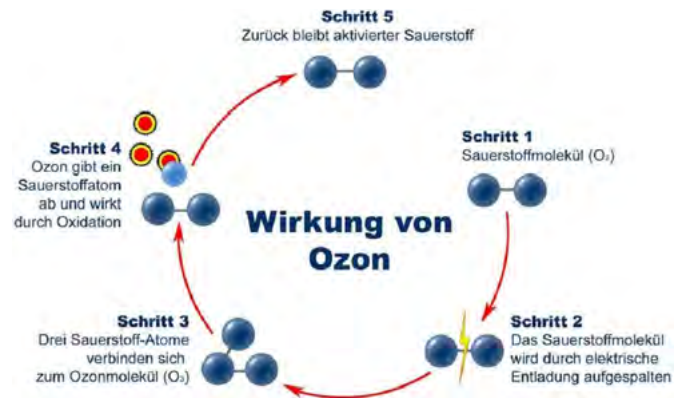 Schritt 5
Zurück bleibt aktivierter Sauerstoff
Schritt 1
Sauerstoffmolekül (O₂)
Schritt 4
Ozon gibt ein
Sauerstoffatom
ab und wirkt
durch Oxidation
Wirkung von
Ozon
Schritt 3
Drei Sauerstoff-Atome
verbinden sich
zum Ozonmolekül (O₃)
Schritt 2
Das Sauerstoffmolekül
wird durch elektrische
Entladung aufgespalten